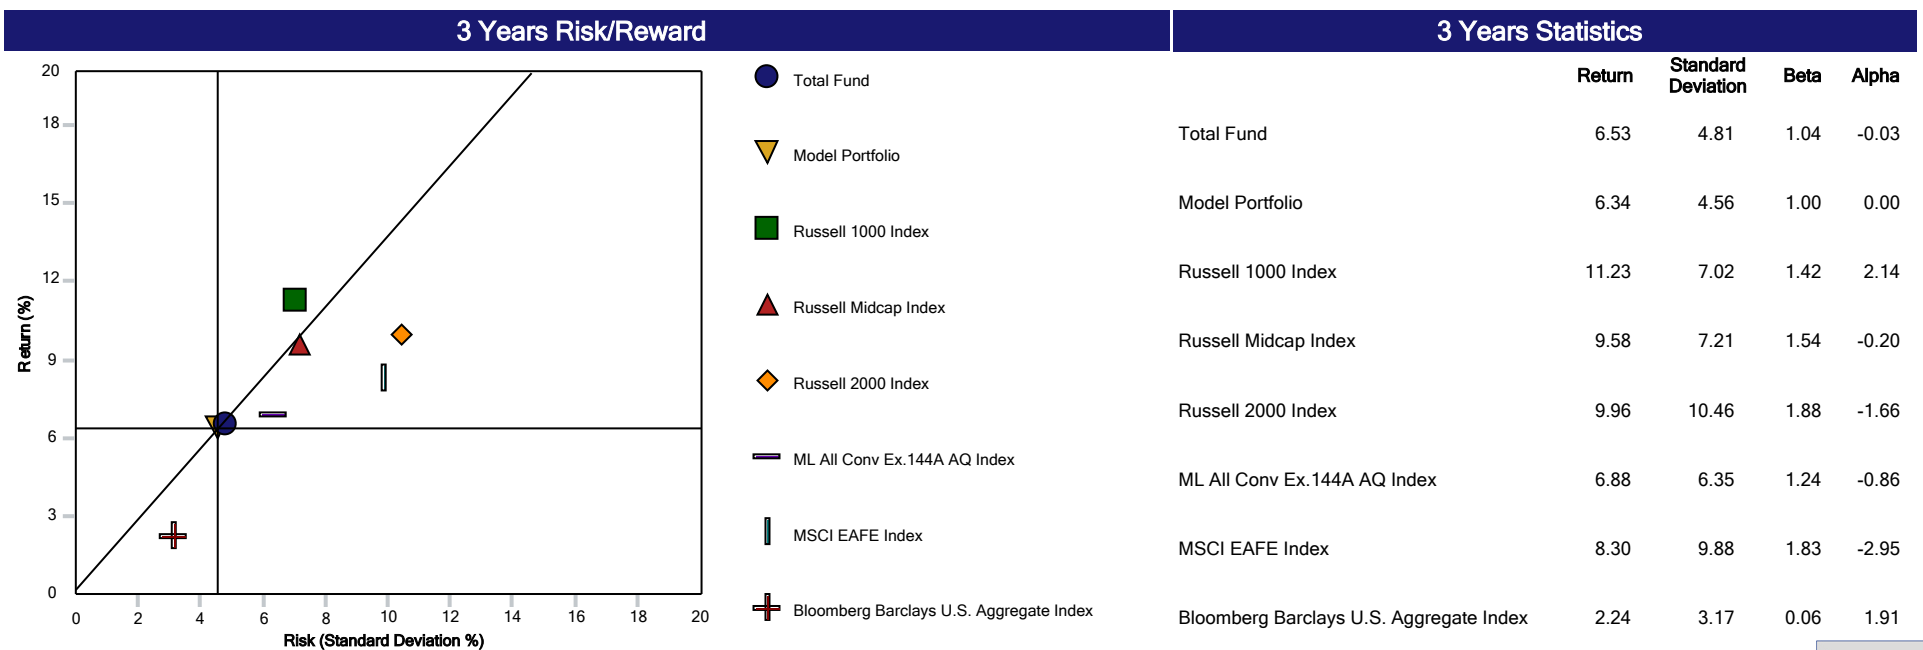 3 Years Risk/Reward
20
18
15
12
9
6
3
0
Return (%)
0 2 4 6 8 10 12 14 16 18 20
Risk (Standard Deviation %)
Total Fund
Model Portfolio
Russell 1000 Index
Russell Midcap Index
Russell 2000 Index
ML All Conv Ex.144A AQ Index
MSCI EAFE Index
Bloomberg Barclays U.S. Aggregate Index
3 Years Statistics
Return Standard Deviation Beta Alpha
Total Fund 6.53 4.81 1.04 -0.03
Model Portfolio 6.34 4.56 1.00 0.00
Russell 1000 Index 11.23 7.02 1.42 2.14
Russell Midcap Index 9.58 7.21 1.54 -0.20
Russell 2000 Index 9.96 10.46 1.88 -1.66
ML All Conv Ex.144A AQ Index 6.88 6.35 1.24 -0.86
MSCI EAFE Index 8.30 9.88 1.83 -2.95
Bloomberg Barclays U.S. Aggregate Index 2.24 3.17 0.06 1.91